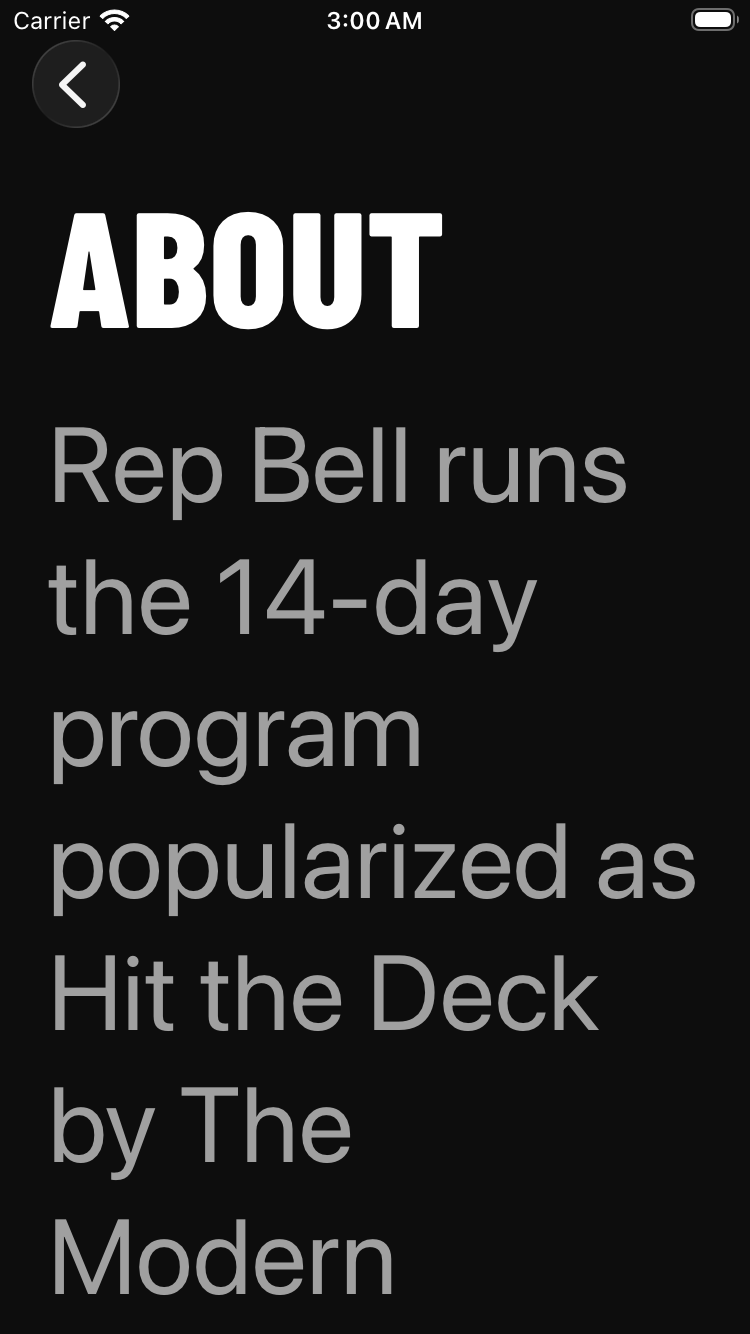 Carrier
3:00 AM
ABOUT
Rep Bell runs
the 14-day
program
popularized as
Hit the Deck
by The
Modern